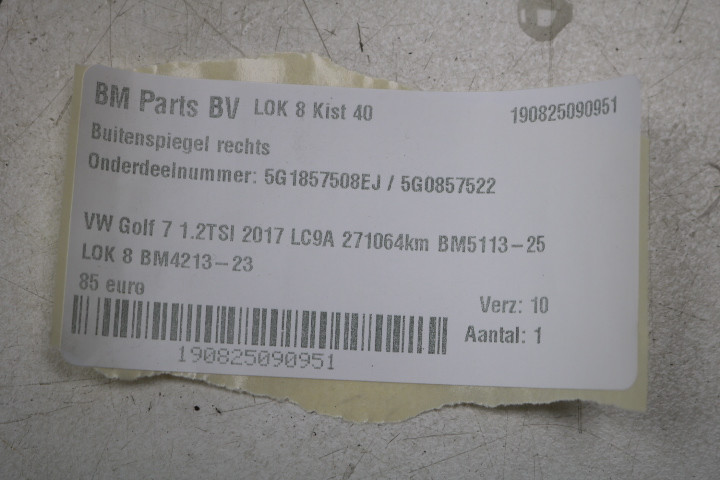 BM Parts BV LOK 8 Kist 40 190825090951
Buitenspiegel rechts
Onderdeelnummer: 5G1857508EJ / 5G0857522
VW Golf 7 1.2TSI 2017 LC9A 271064km BM5113-25
LOK 8 BM4213-23
85 euro
Verz: 10
Aantal: 1
190825090951